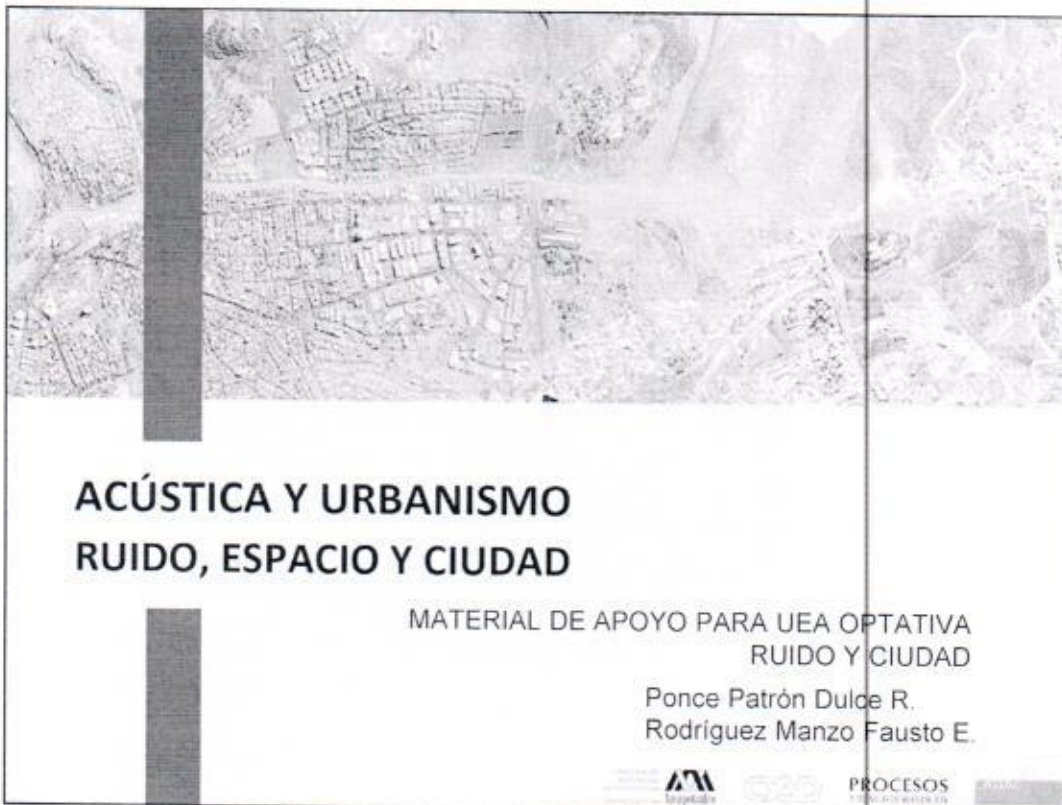 ACÚSTICA Y URBANISMO
RUIDO, ESPACIO Y CIUDAD
MATERIAL DE APOYO PARA UEA OPTATIVA
RUIDO Y CIUDAD
Ponce Patrón Dulce R.
Rodríguez Manzo Fausto E.
PROCESOS